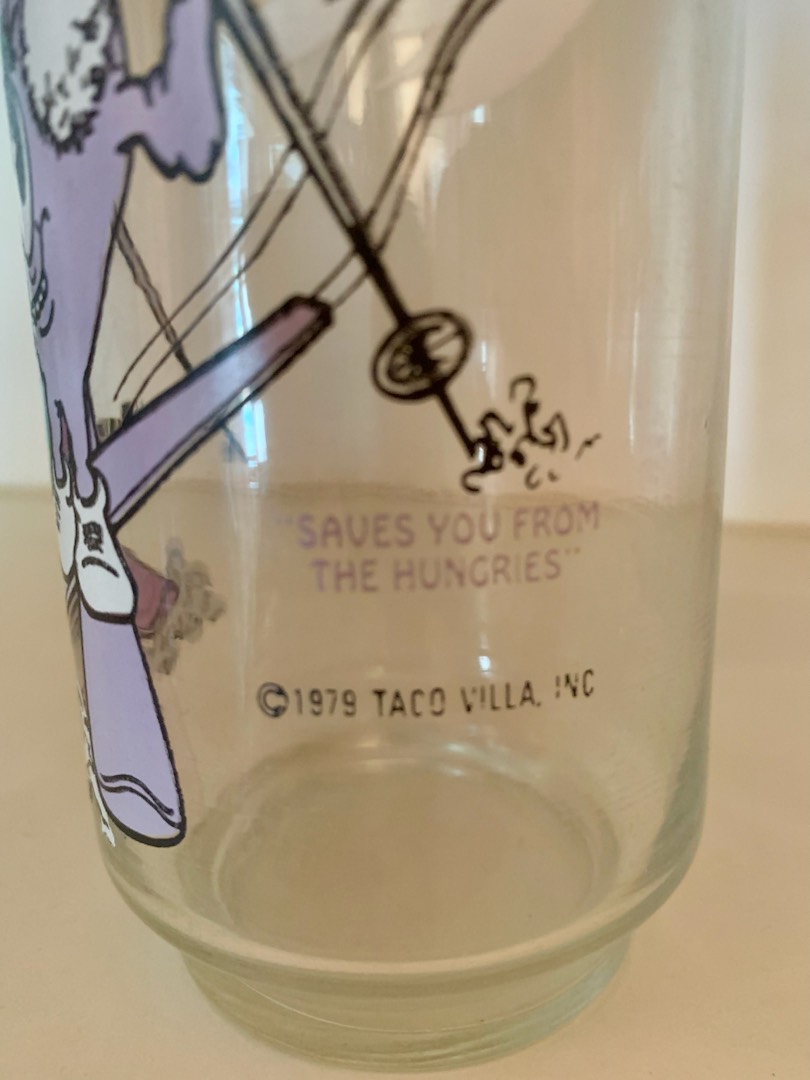 "SAVES YOU FROM
THE HUNGRIES"
©1979 TACO VILLA, INC